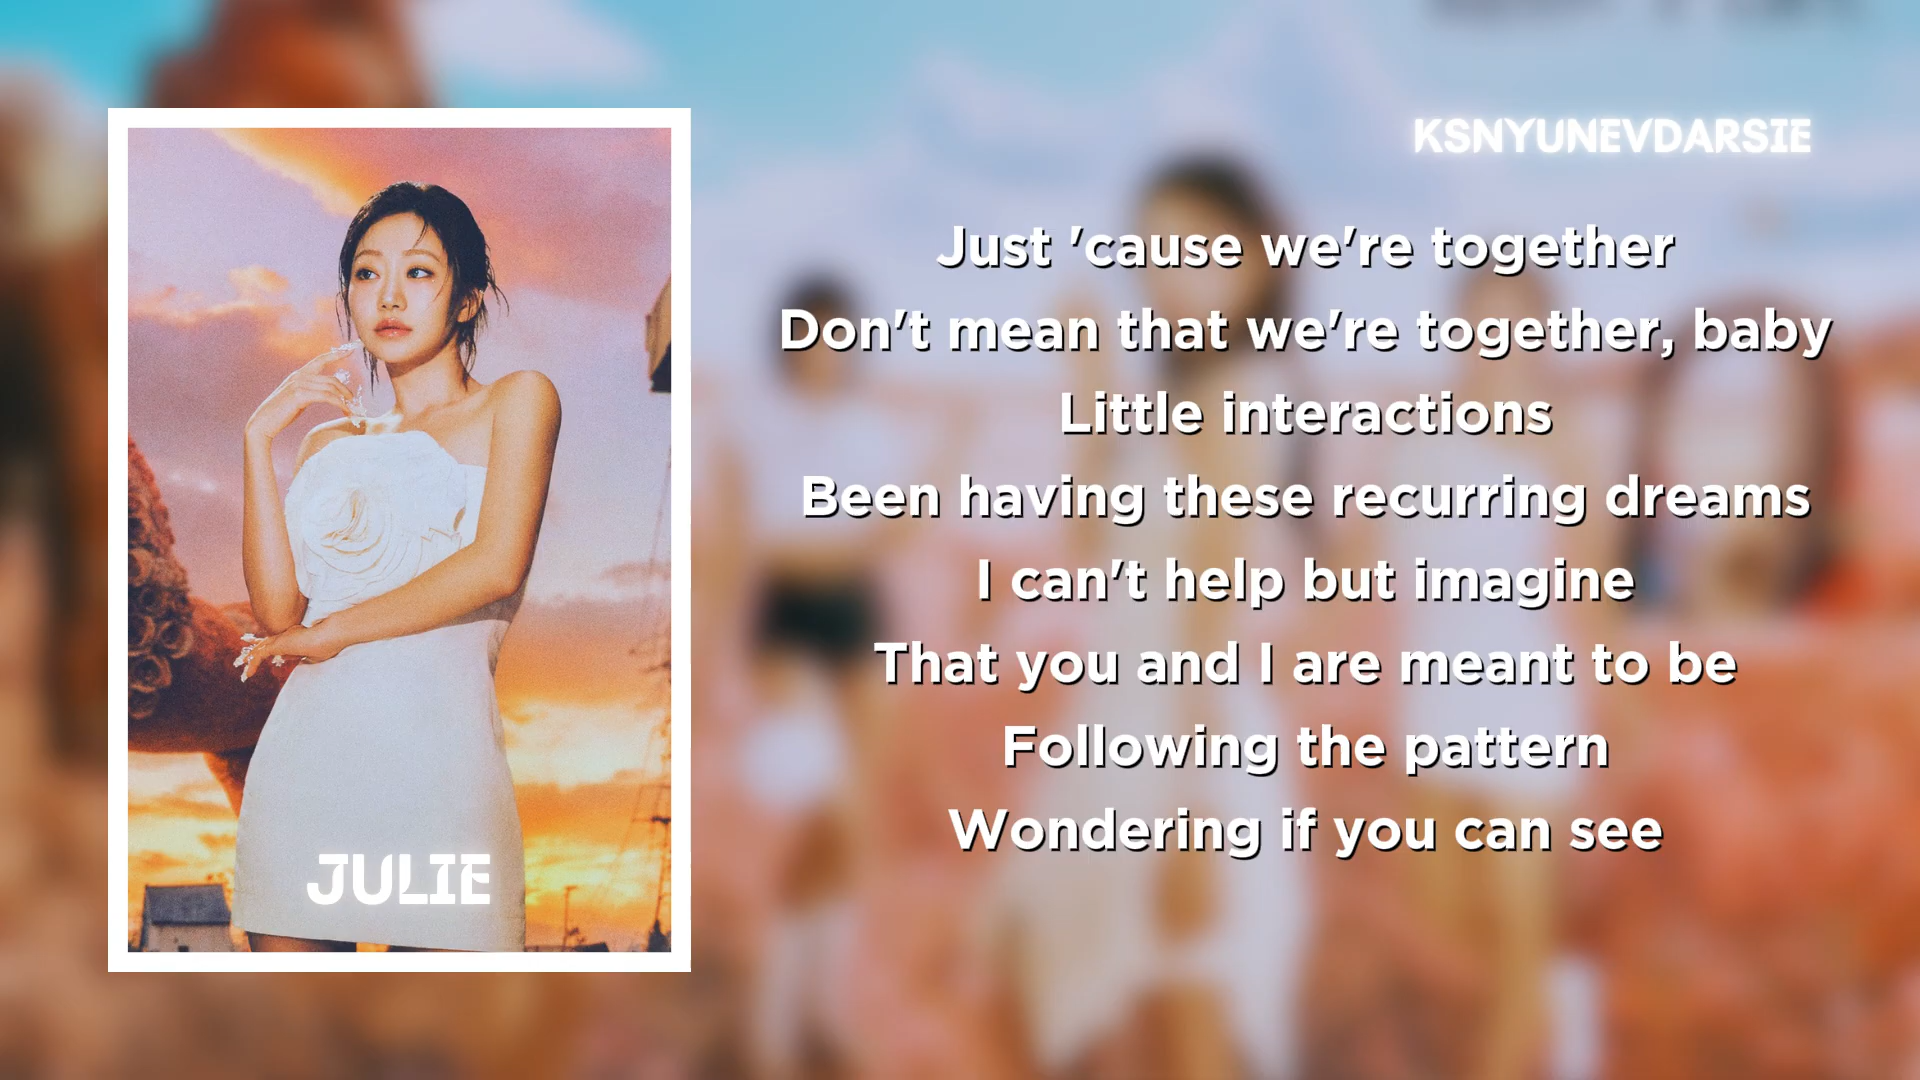 KSNYUNEVDARSIE
Just 'cause we're together
Don't mean that we're together, baby
Little interactions
Been having these recurring dreams
I can't help but imagine
That you and I are meant to be
Following the pattern
Wondering if you can see
JULIE